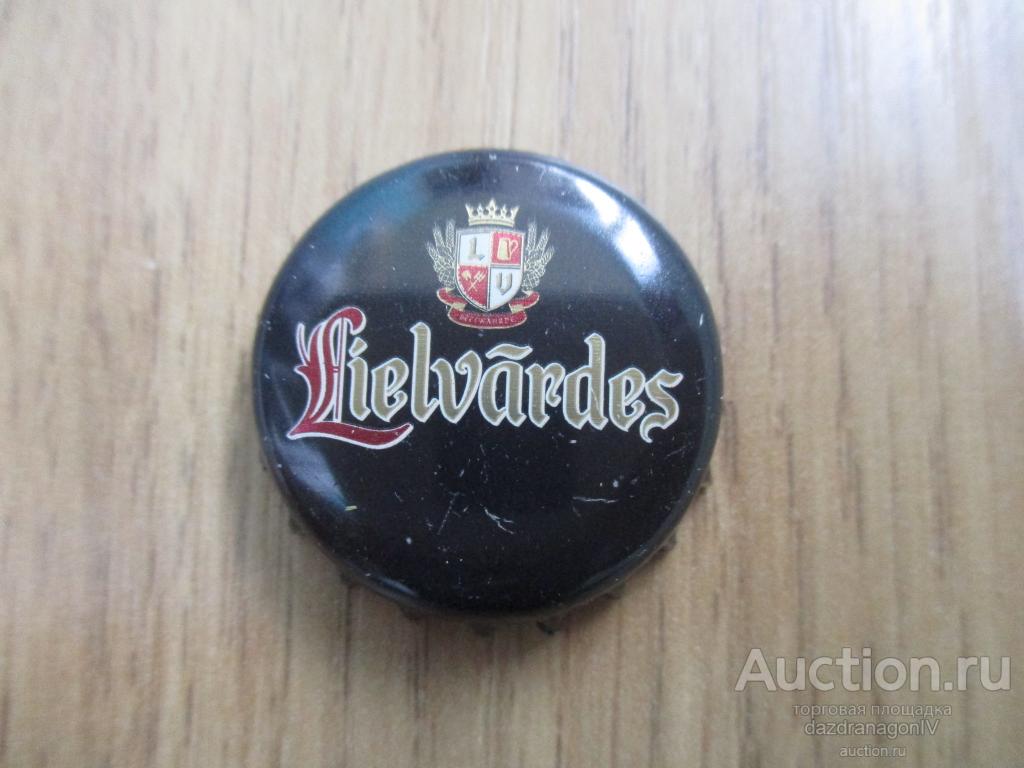 L
V
Lielvārdes
Auction.ru
торговая площадка
dazdranagonIV
auction.ru